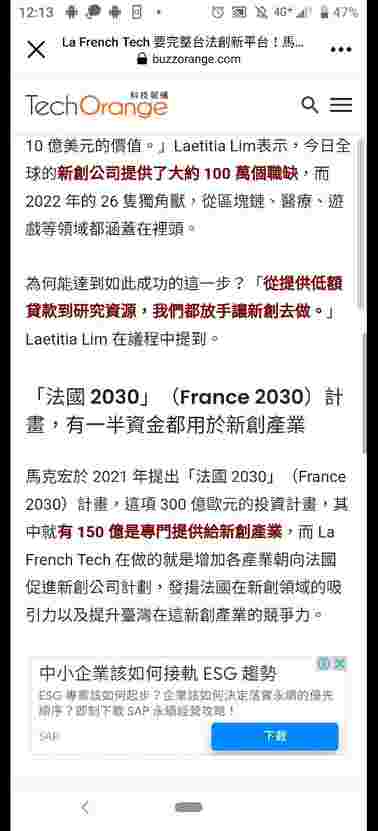 12:13
4G+
47%
La French Tech 要完整台法創新平台！馬...
buzzorange.com
科技報橘
TechOrange
10 億美元的價值。」Laetitia Lim表示，今日全
球的新創公司提供了大約 100 萬個職缺，而
2022 年的 26 隻獨角獸，從區塊鏈、醫療、遊
戲等領域都涵蓋在裡頭。
為何能達到如此成功的這一步？「從提供低額
貸款到研究資源，我們都放手讓新創去做。」
Laetitia Lim 在議程中提到。
「法國 2030」（France 2030）計
畫，有一半資金都用於新創產業
馬克宏於 2021 年提出「法國 2030」（France
2030）計畫，這項 300 億歐元的投資計畫，其
中就有 150 億是專門提供給新創產業，而 La
French Tech 在做的就是增加各產業朝向法國
促進新創公司計劃，發揚法國在新創領域的吸
引力以及提升臺灣在這新創產業的競爭力。
中小企業該如何接軌 ESG 趨勢
ESG 專案該如何起步？企業該如何決定落實永續的優先
順序？即刻下載 SAP 永續經營攻略！
SAP
下載